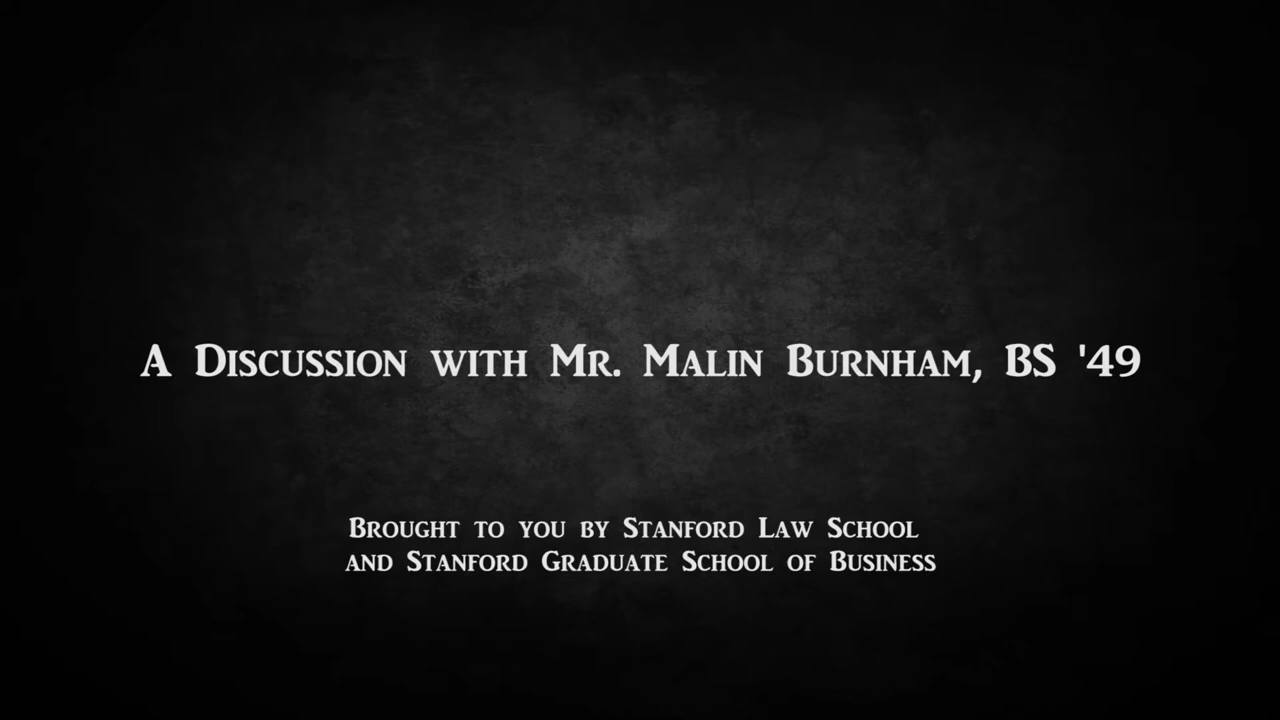 A Discussion with Mr. Malin Burnham, BS '49
Brought to you by Stanford Law School
and Stanford Graduate School of Business